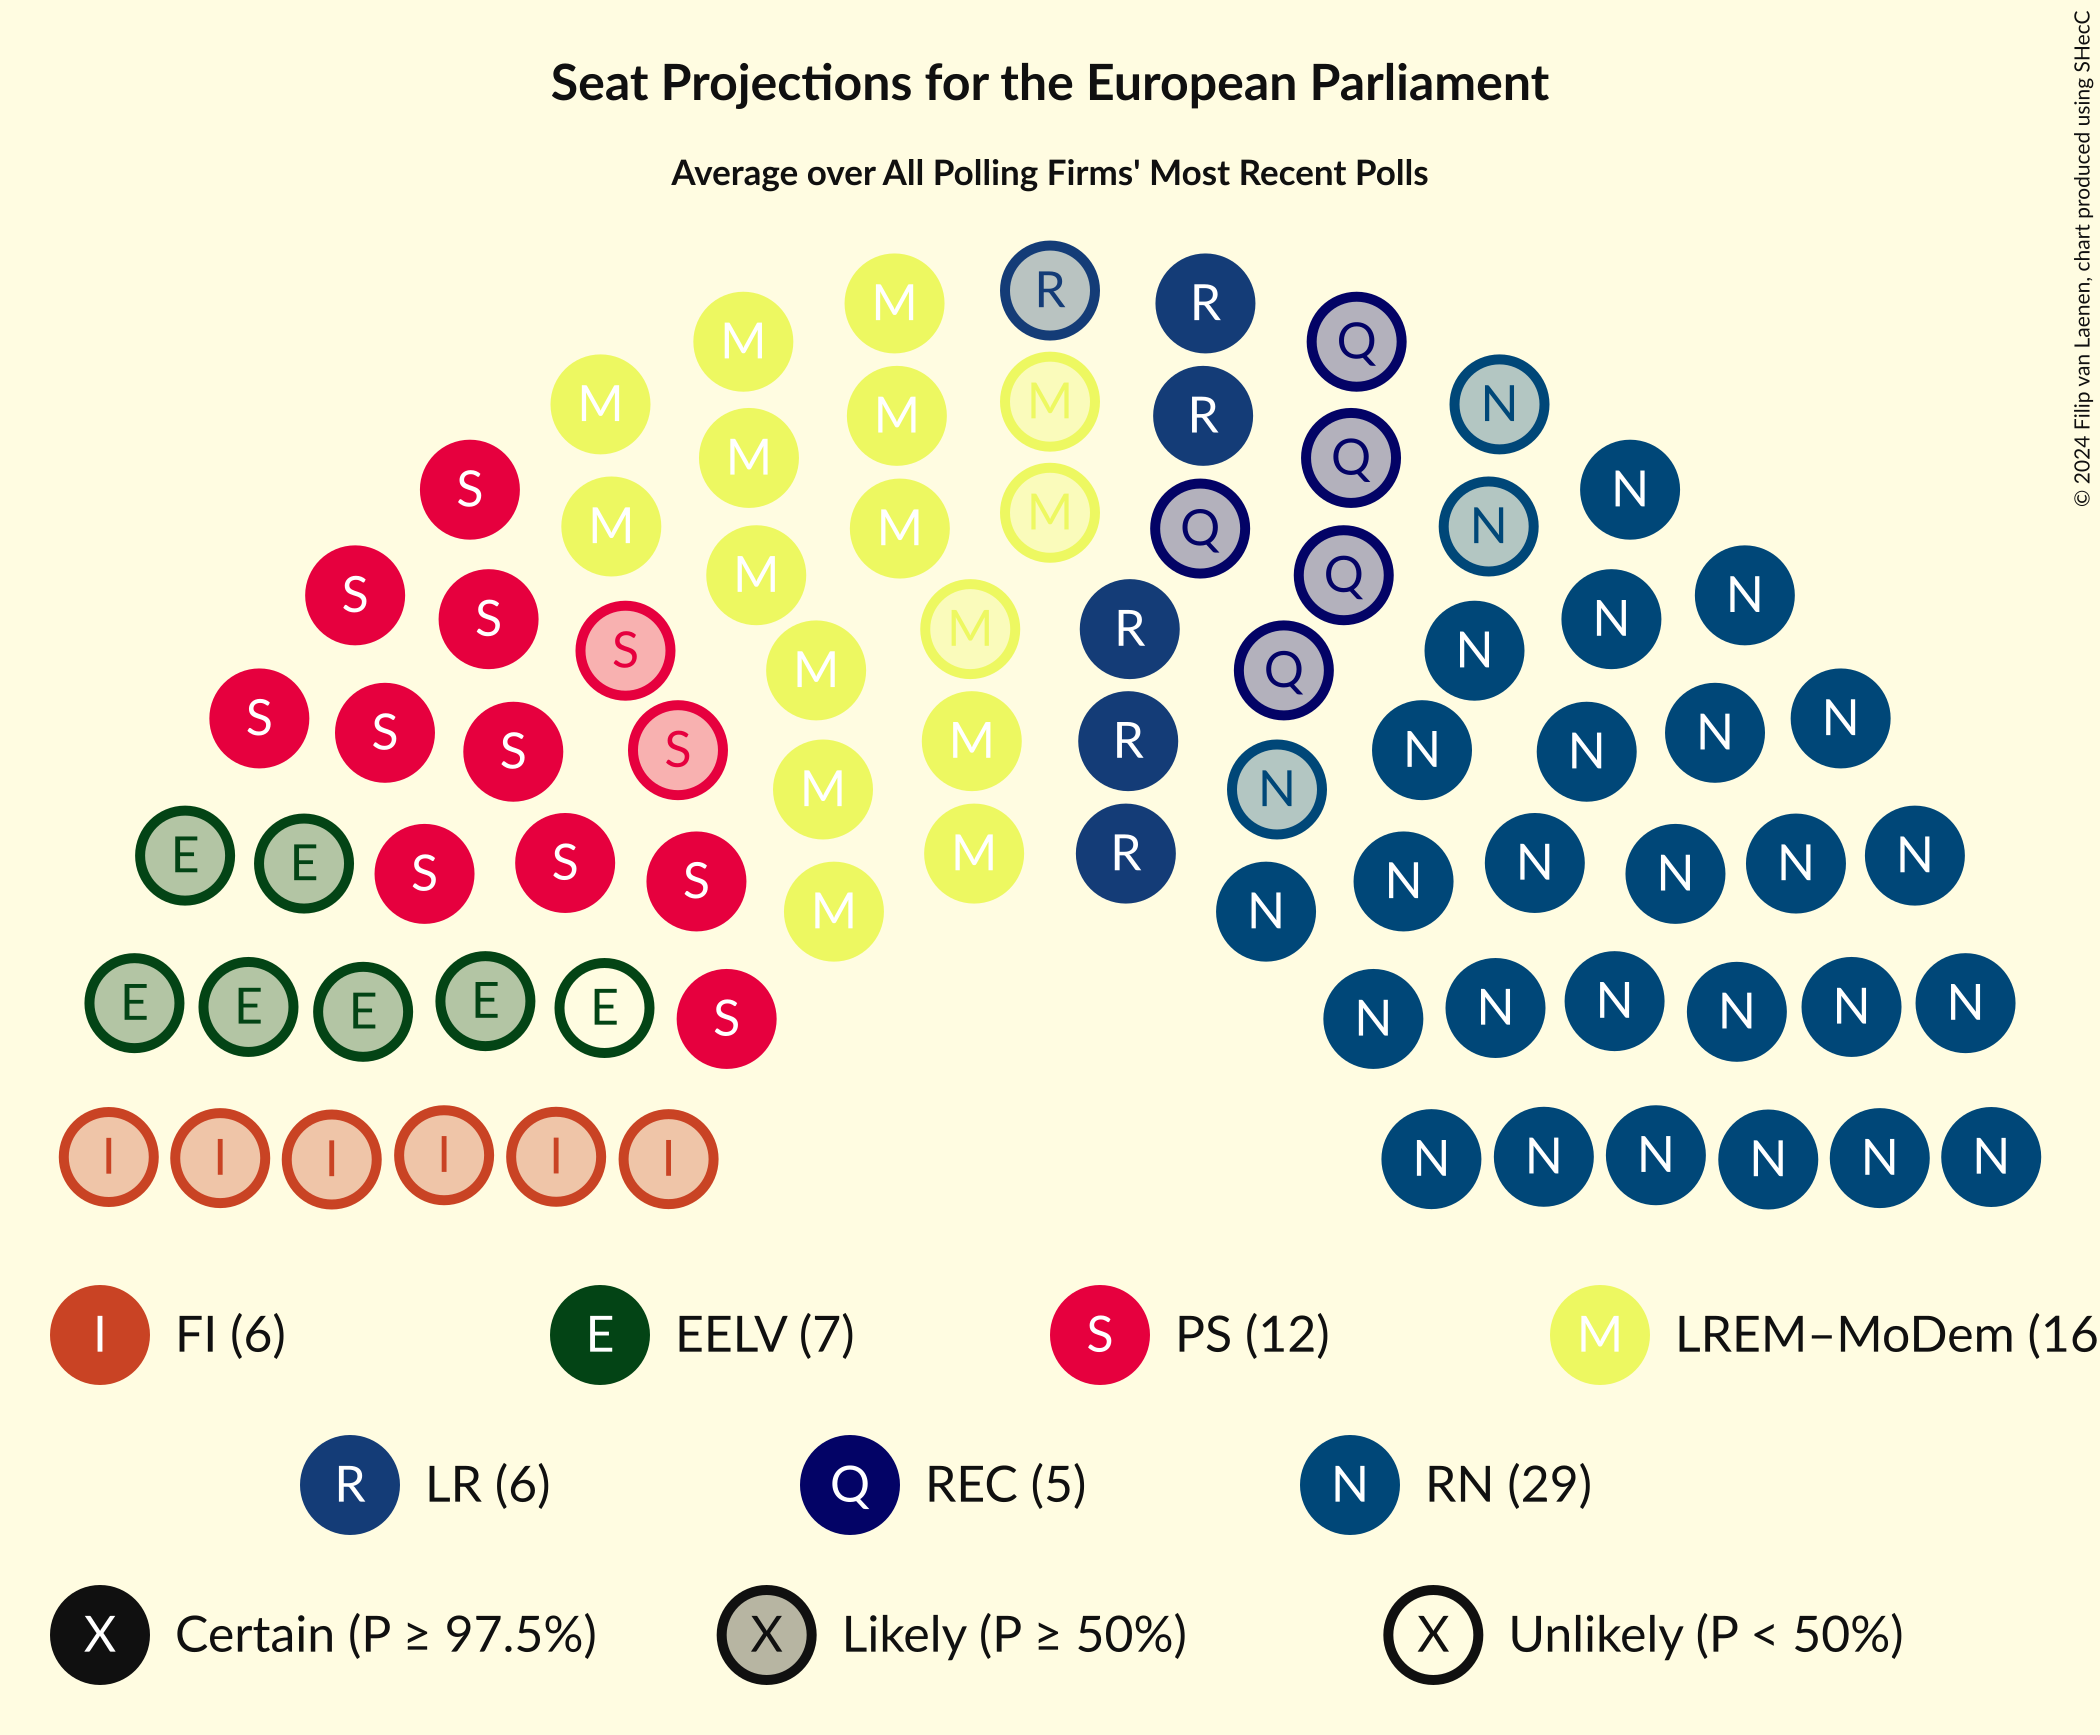 Seat Projections for the European Parliament
Average over All Polling Firms' Most Recent Polls
© 2024 Filip van Laenen, chart produced using SHecC
R
M R
M M Q
M M R
M M N
M Q
S N
M M Q
M M N
M Q
S N
S N
S M R
S N
M Q
S N
S N
S M R
S N
S N
M N
E M R N
E S S N N
S S N N
M N
E E S N N
E E E N N N
E S N N
I I I I I I N N N N N N
I FI (6) E EELV (7) S PS (12) M LREM–MoDem (16
R LR (6) Q REC (5) N RN (29)
X Certain (P ≥ 97.5%) X Likely (P ≥ 50%) X Unlikely (P < 50%)